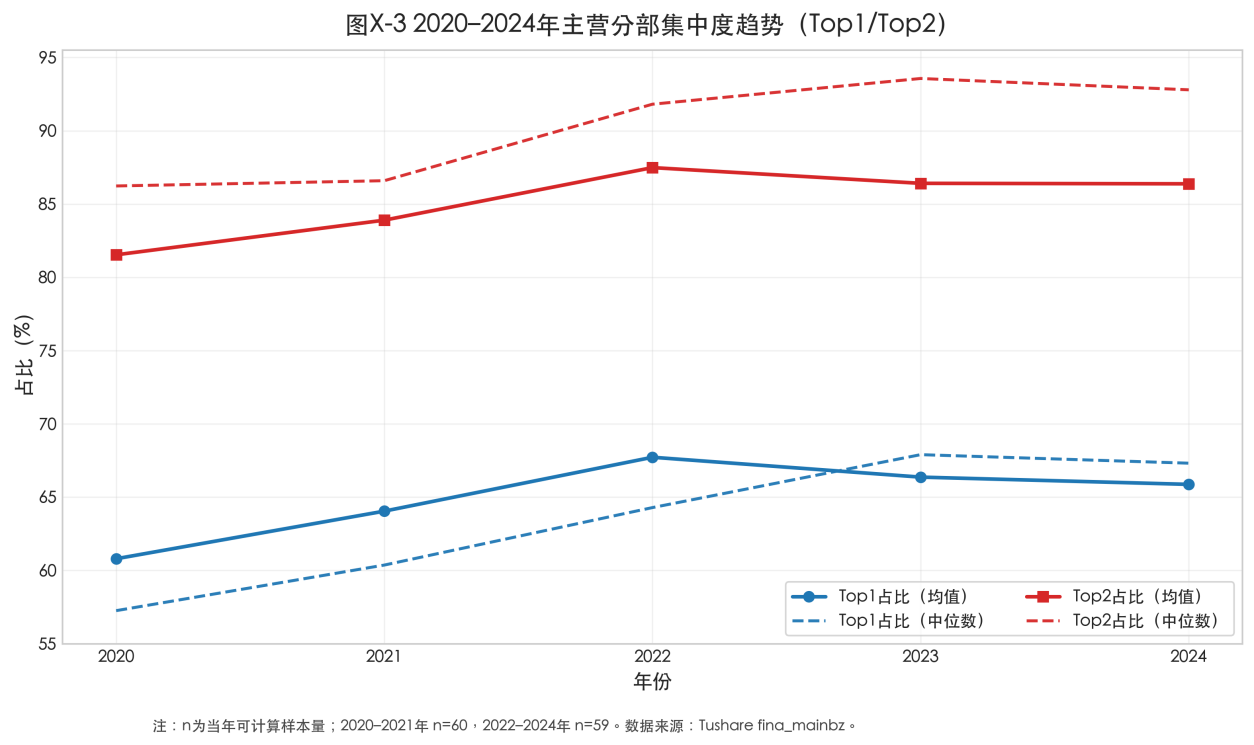 图X-3 2020–2024年主营分部集中度趋势（Top1/Top2）
占比（%）
95
90
85
80
75
70
65
60
55
2020
2021
2022
2023
2024
年份
Top1占比（均值）
Top1占比（中位数）
Top2占比（均值）
Top2占比（中位数）
注：n为当年可计算样本量；2020–2021年 n=60，2022–2024年 n=59。数据来源：Tushare fina_mainbz。